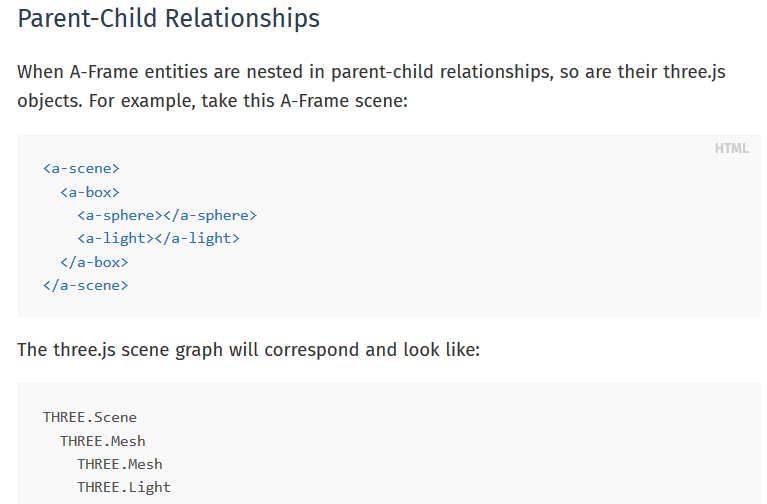 Parent-Child Relationships
When A-Frame entities are nested in parent-child relationships, so are their three.js
objects. For example, take this A-Frame scene:
HTML
<a-scene>
  <a-box>
    <a-sphere></a-sphere>
    <a-light></a-light>
  </a-box>
</a-scene>
The three.js scene graph will correspond and look like:
THREE.Scene
  THREE.Mesh
    THREE.Mesh
    THREE.Light